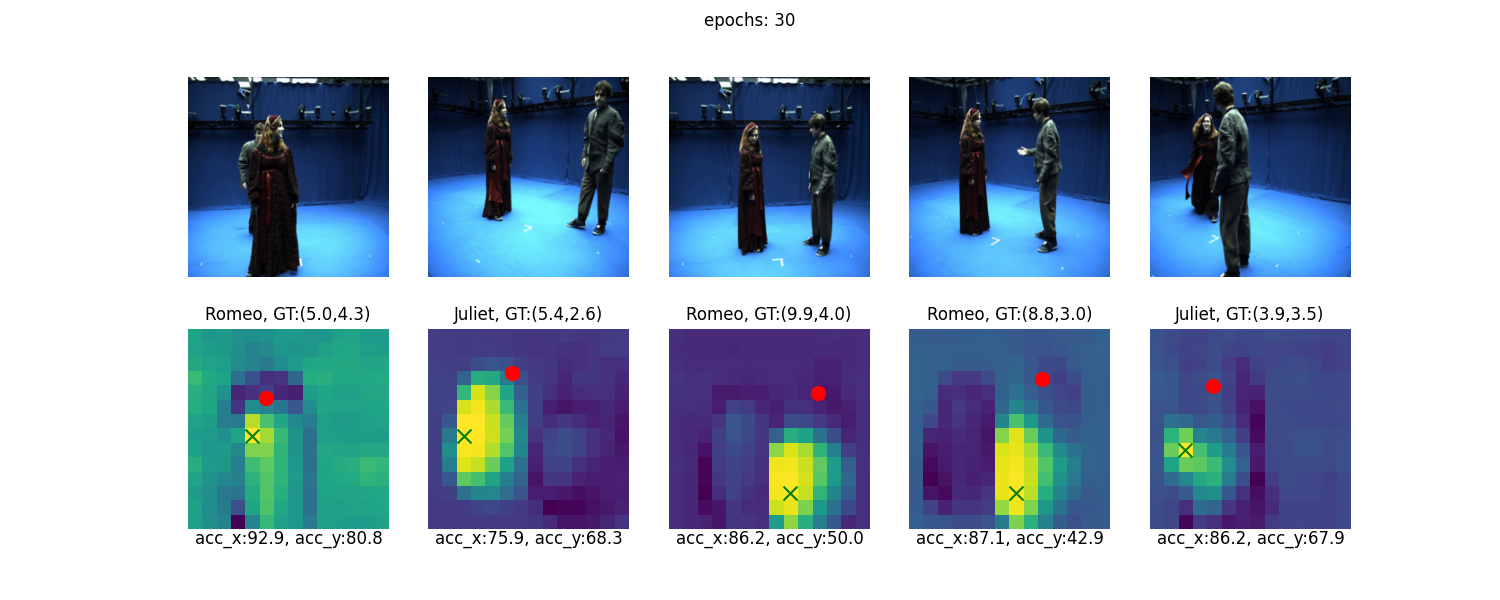 epochs: 30
Romeo, GT:(5.0,4.3)
Juliet, GT:(5.4,2.6)
Romeo, GT:(9.9,4.0)
Romeo, GT:(8.8,3.0)
Juliet, GT:(3.9,3.5)
acc_x:92.9, acc_y:80.8
acc_x:75.9, acc_y:68.3
acc_x:86.2, acc_y:50.0
acc_x:87.1, acc_y:42.9
acc_x:86.2, acc_y:67.9